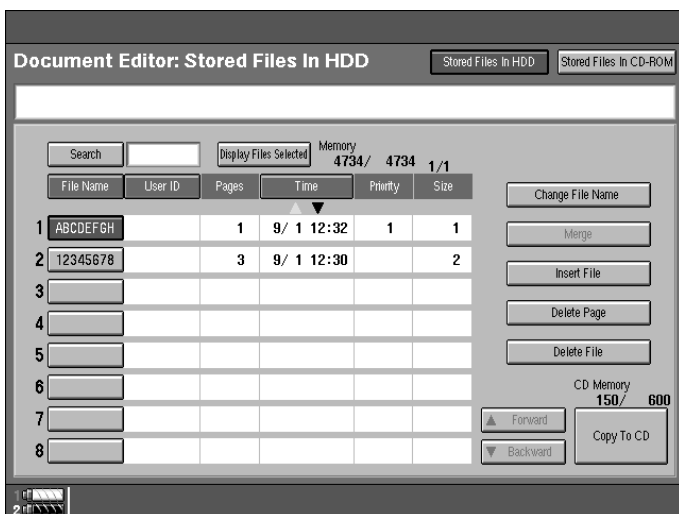 Document Editor: Stored Files In HDD
Stored Files In HDD
Stored Files In CD-ROM
Search
Display Files Selected
Memory
4734/ 4734
1/1
File Name User ID Pages Time Priority Size
1 ABCDEFGH 1 9/ 1 12:32 1 1
2 12345678 3 9/ 1 12:30 2
3
4
5
6
7
8
Change File Name
Merge
Insert File
Delete Page
Delete File
CD Memory
150/ 600
▲ Forward
▼ Backward
Copy To CD
1
2